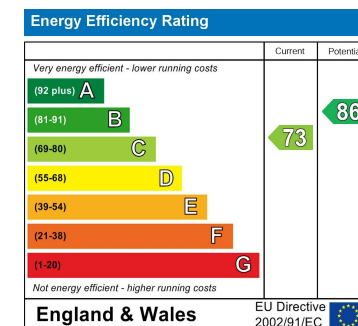 Energy Efficiency Rating
Current Potentia
Very energy efficient - lower running costs
(92 plus) A
(81-91) B
86
(69-80) C
73
(55-68) D
(39-54) E
(21-38) F
(1-20) G
Not energy efficient - higher running costs
England & Wales
EU Directive
2002/91/EC